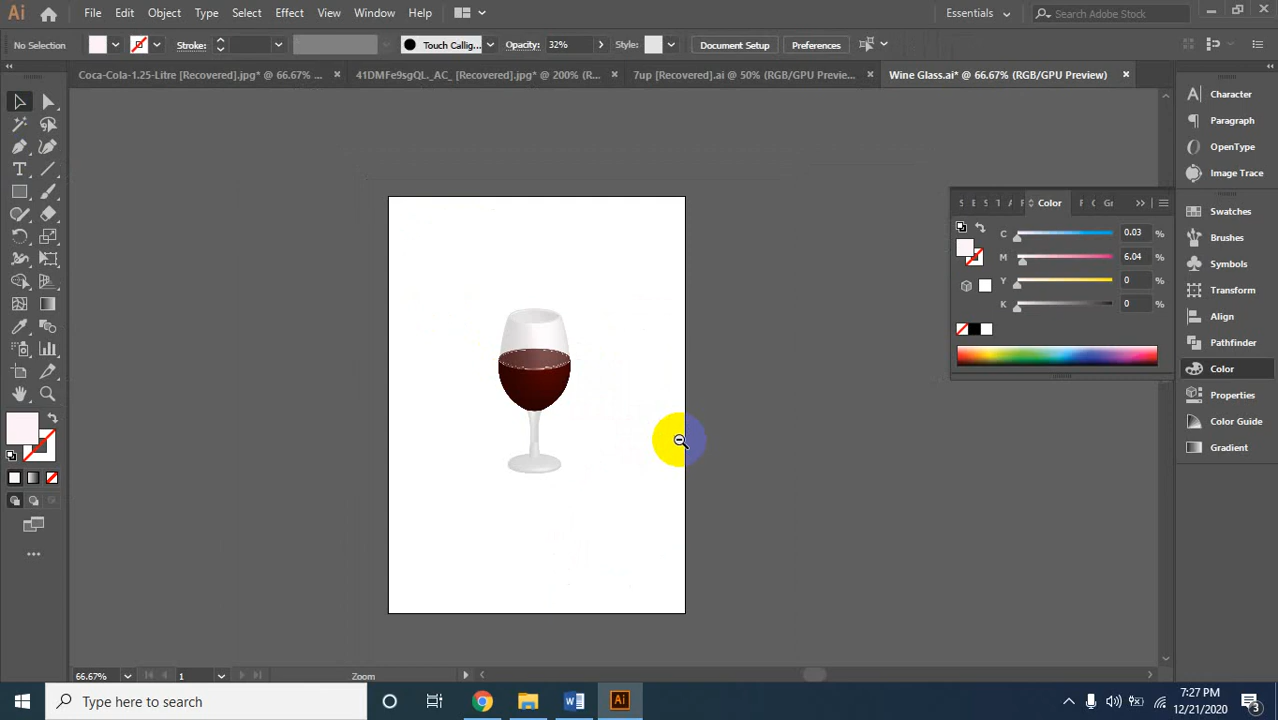 Ai File Edit Object Type Select Effect View Window Help Essentials Search Adobe Stock
No Selection Stroke: Touch Callig... Opacity: 32% Style: Document Setup Preferences
Coca-Cola-1.25-Litre [Recovered].jpg* @ 66.67% ... × 41DMFe9sgQL._AC_ [Recovered].jpg* @ 200% (R... × 7up [Recovered].ai @ 50% (RGB/GPU Previe... × Wine Glass.ai* @ 66.67% (RGB/GPU Preview) ×
Character
Paragraph
OpenType
Image Trace
Color
C 0.03 %
M 6.04 %
Y 0 %
K 0 %
Swatches
Brushes
Symbols
Transform
Align
Pathfinder
Color
Properties
Color Guide
Gradient
66.67% 1 Zoom
Type here to search
Ai
7:27 PM
12/21/2020
3